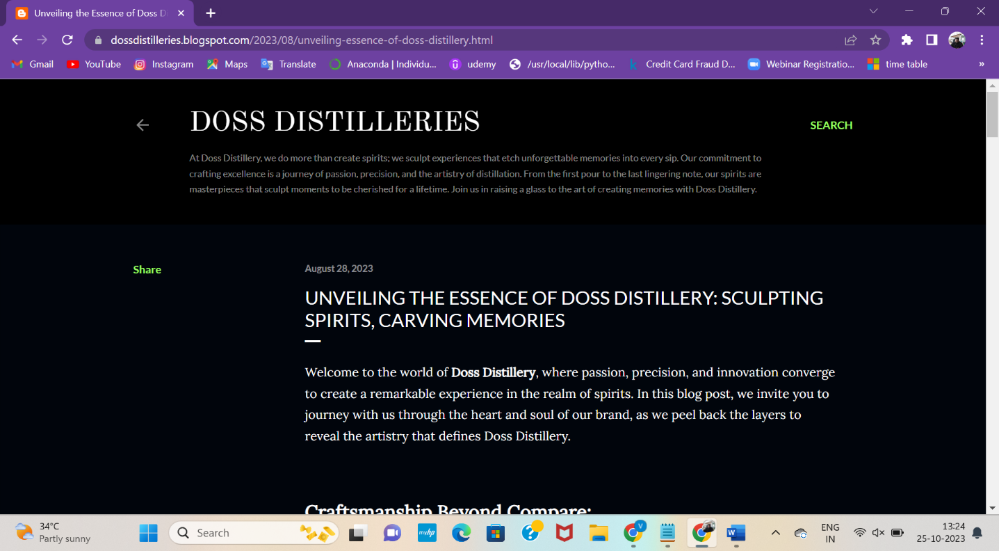 Unveiling the Essence of Doss Di
dossdistilleries.blogspot.com/2023/08/unveiling-essence-of-doss-distillery.html
Gmail YouTube Instagram Maps Translate Anaconda | Individu... udemy /usr/local/lib/pytho... Credit Card Fraud D... Webinar Registratio... time table »
DOSS DISTILLERIES
SEARCH
At Doss Distillery, we do more than create spirits; we sculpt experiences that etch unforgettable memories into every sip. Our commitment to
crafting excellence is a journey of passion, precision, and the artistry of distillation. From the first pour to the last lingering note, our spirits are
masterpieces that sculpt moments to be cherished for a lifetime. Join us in raising a glass to the art of creating memories with Doss Distillery.
Share
August 28, 2023
UNVEILING THE ESSENCE OF DOSS DISTILLERY: SCULPTING
SPIRITS, CARVING MEMORIES
Welcome to the world of Doss Distillery, where passion, precision, and innovation converge
to create a remarkable experience in the realm of spirits. In this blog post, we invite you to
journey with us through the heart and soul of our brand, as we peel back the layers to
reveal the artistry that defines Doss Distillery.
Craftsmanship Beyond Compare:
34°C
Partly sunny
Search
myhp
V
W
ENG
IN
13:24
25-10-2023